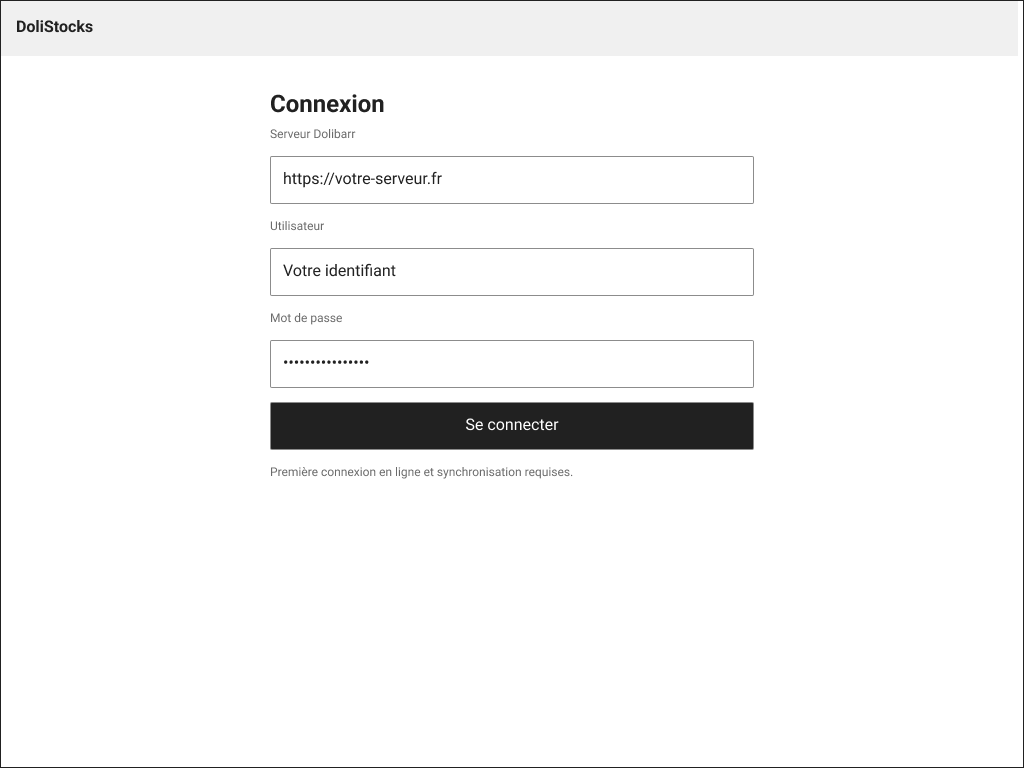 DoliStocks
Connexion
Serveur Dolibarr
https://votre-serveur.fr
Utilisateur
Votre identifiant
Mot de passe
••••••••••••••••
Se connecter
Première connexion en ligne et synchronisation requises.